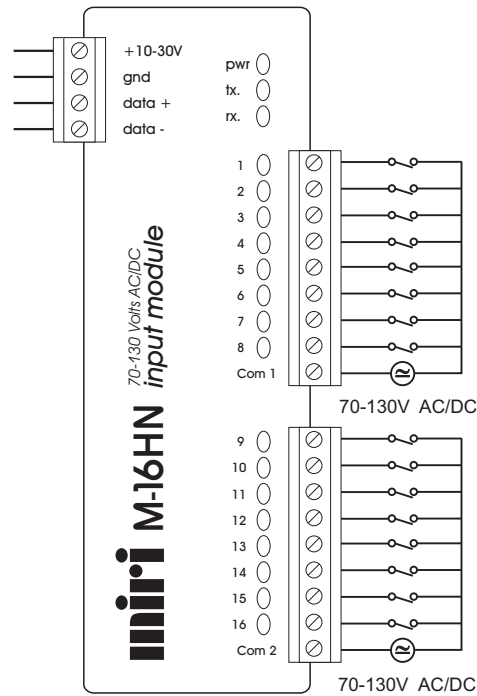 +10-30V
gnd
data +
data -
pwr
tx.
rx.
1
2
3
4
5
6
7
8
Com 1
70-130V AC/DC
9
10
11
12
13
14
15
16
Com 2
70-130V AC/DC
70-130 Volts AC/DC
input module
miri M-16HN